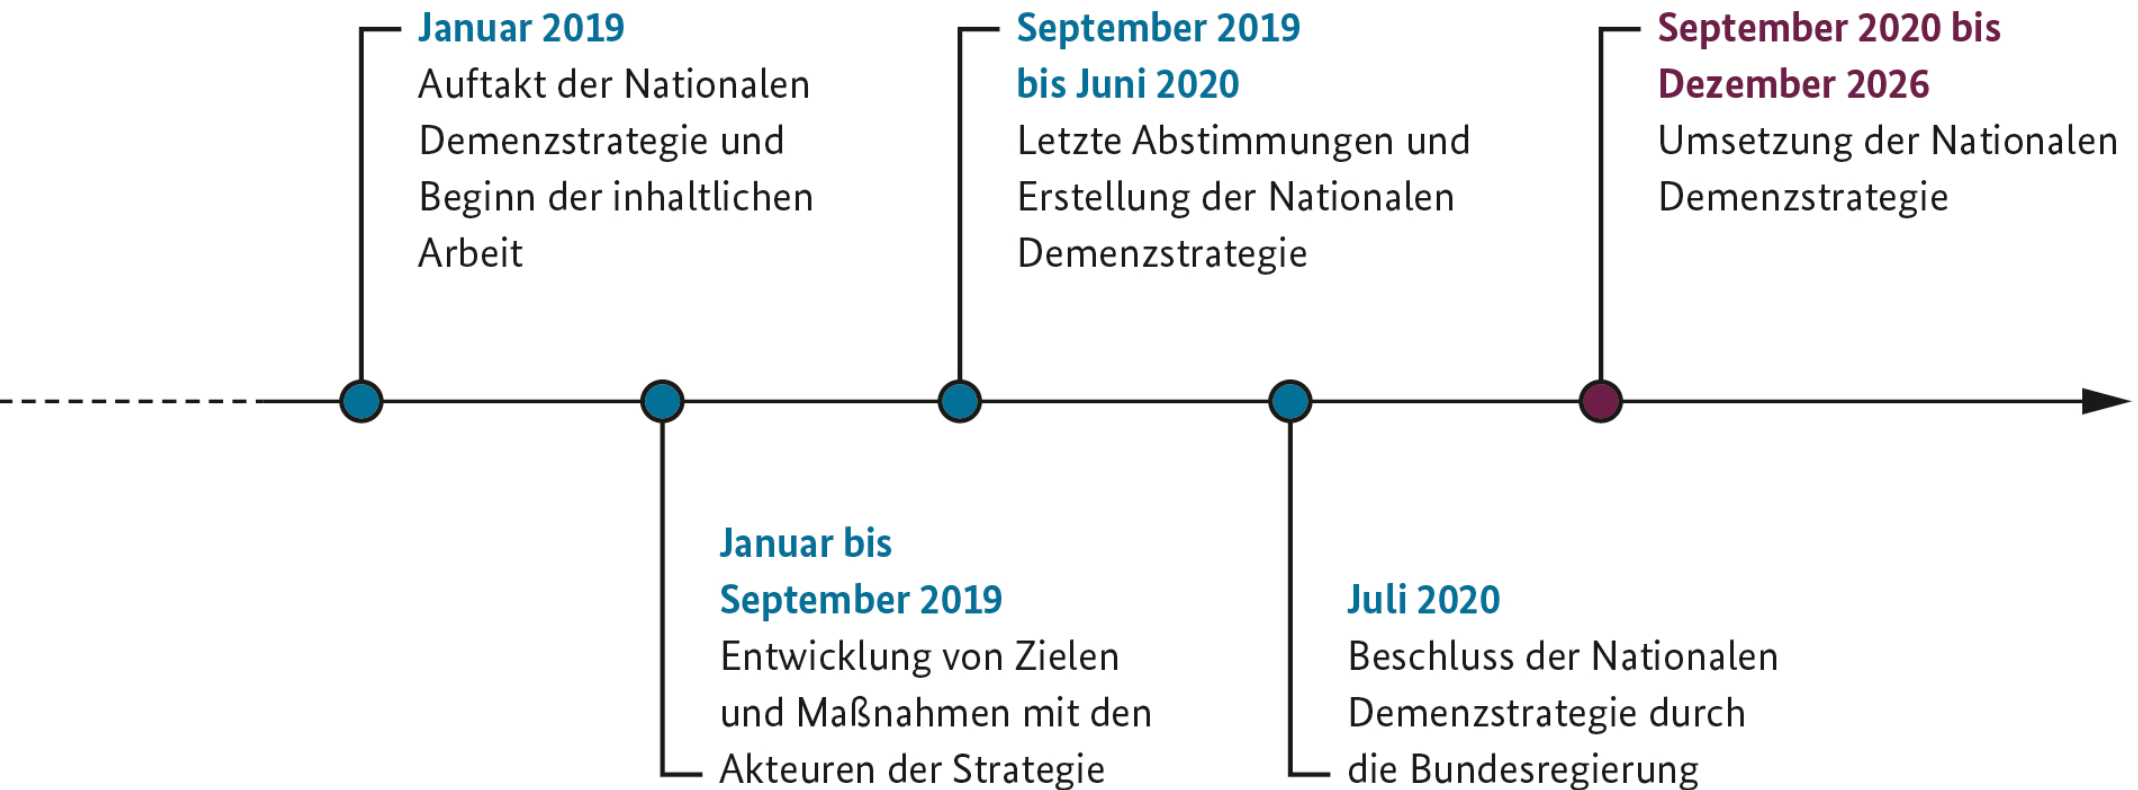 Januar 2019
Auftakt der Nationalen
Demenzstrategie und
Beginn der inhaltlichen
Arbeit
Januar bis
September 2019
Entwicklung von Zielen
und Maßnahmen mit den
Akteuren der Strategie
September 2019
bis Juni 2020
Letzte Abstimmungen und
Erstellung der Nationalen
Demenzstrategie
Juli 2020
Beschluss der Nationalen
Demenzstrategie durch
die Bundesregierung
September 2020 bis
Dezember 2026
Umsetzung der Nationalen
Demenzstrategie